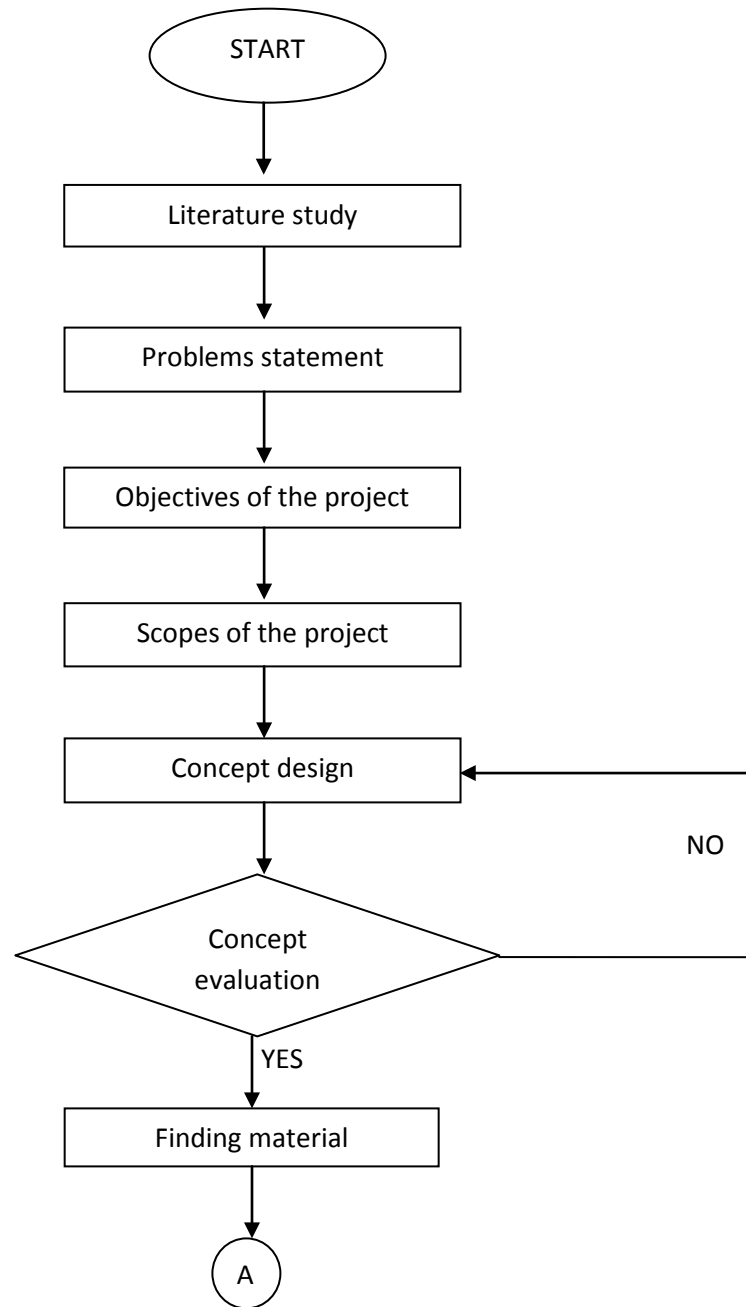 START
Literature study
Problems statement
Objectives of the project
Scopes of the project
Concept design
NO
Concept
evaluation
YES
Finding material
A